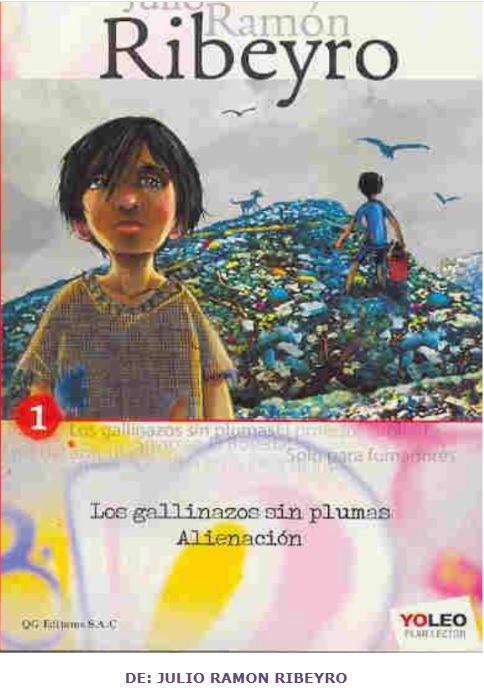 Julio Ramón
Ribeyro
1
Los gallinazos sin plumas
Solo para fumadores
Los gallinazos sin plumas
Alienación
QG Editores S.A.C
YOLEO
PLAN LECTOR
DE: JULIO RAMON RIBEYRO